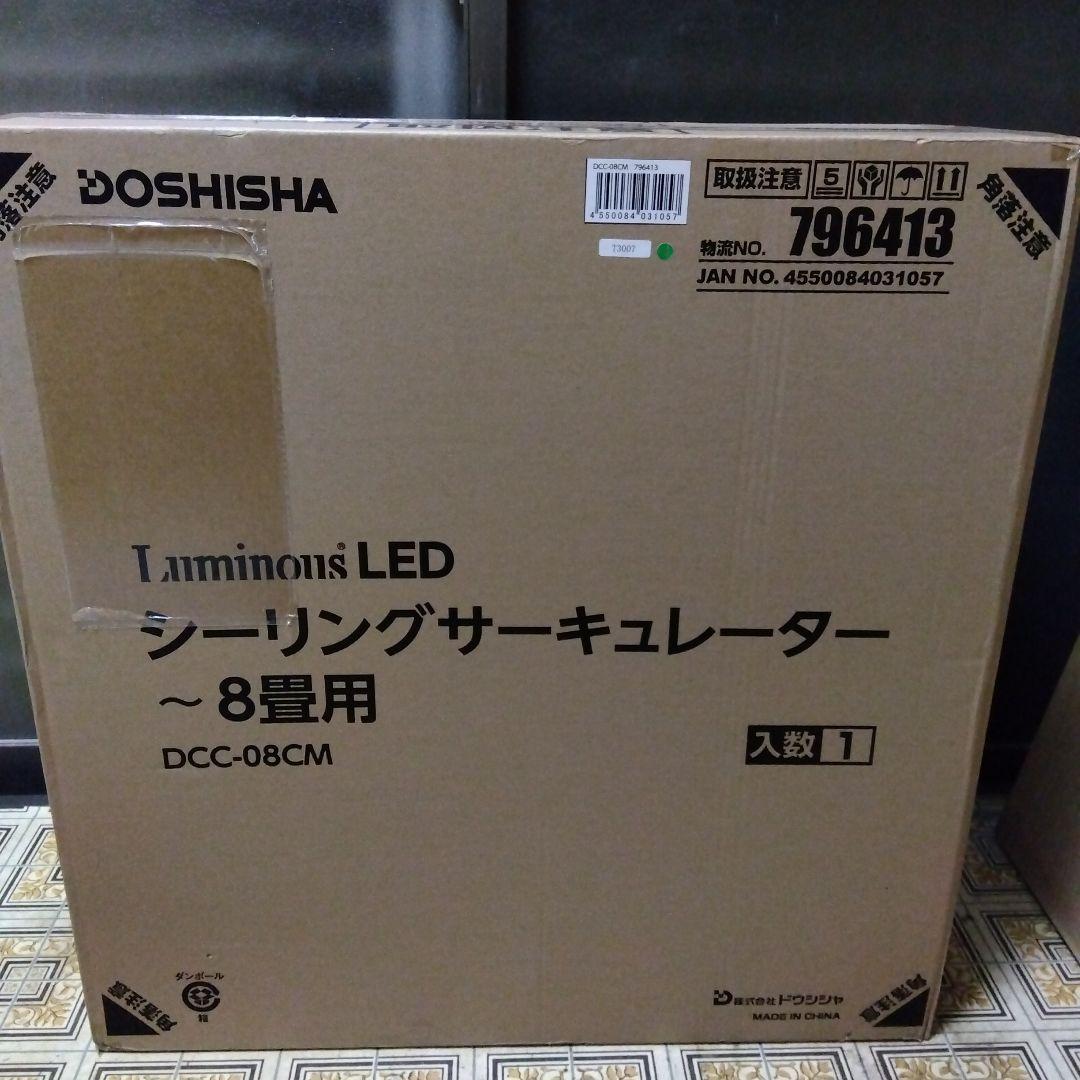 DOSHISHA
DCC-08CM 796413
4 550084 031057
73007
取扱注意 5
物流NO. 796413
JAN NO. 4550084031057
角落注意
角落注意
Luminous® LED
シーリングサーキュレーター
～8畳用
DCC-08CM
入数 1
ダンボール
箱
角落注意
株式会社ドウシシャ
MADE IN CHINA
角落注意